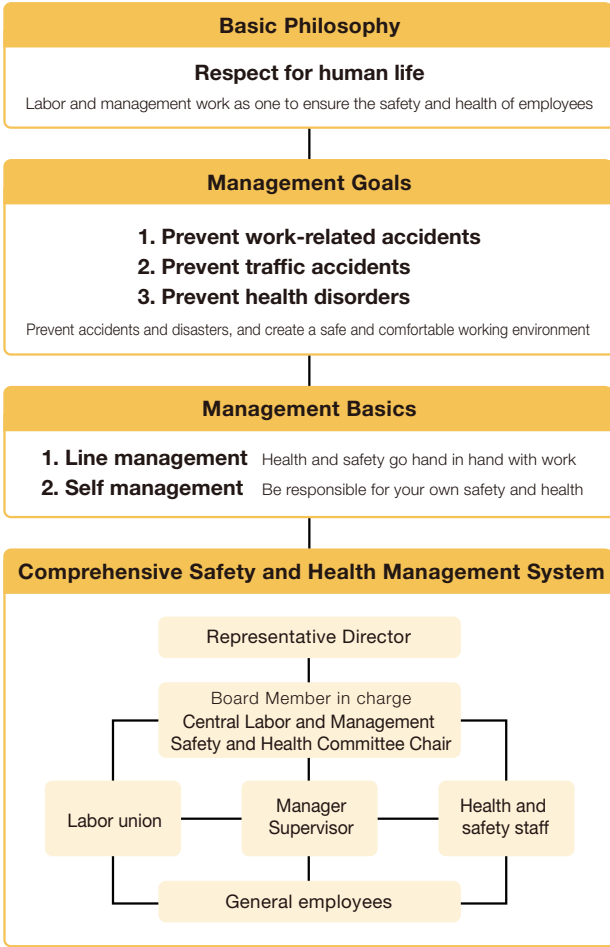 Basic Philosophy
Respect for human life
Labor and management work as one to ensure the safety and health of employees
Management Goals
1. Prevent work-related accidents
2. Prevent traffic accidents
3. Prevent health disorders
Prevent accidents and disasters, and create a safe and comfortable working environment
Management Basics
1. Line management Health and safety go hand in hand with work
2. Self management Be responsible for your own safety and health
Comprehensive Safety and Health Management System
Representative Director
Board Member in charge
Central Labor and Management
Safety and Health Committee Chair
Labor union
Manager
Supervisor
Health and
safety staff
General employees